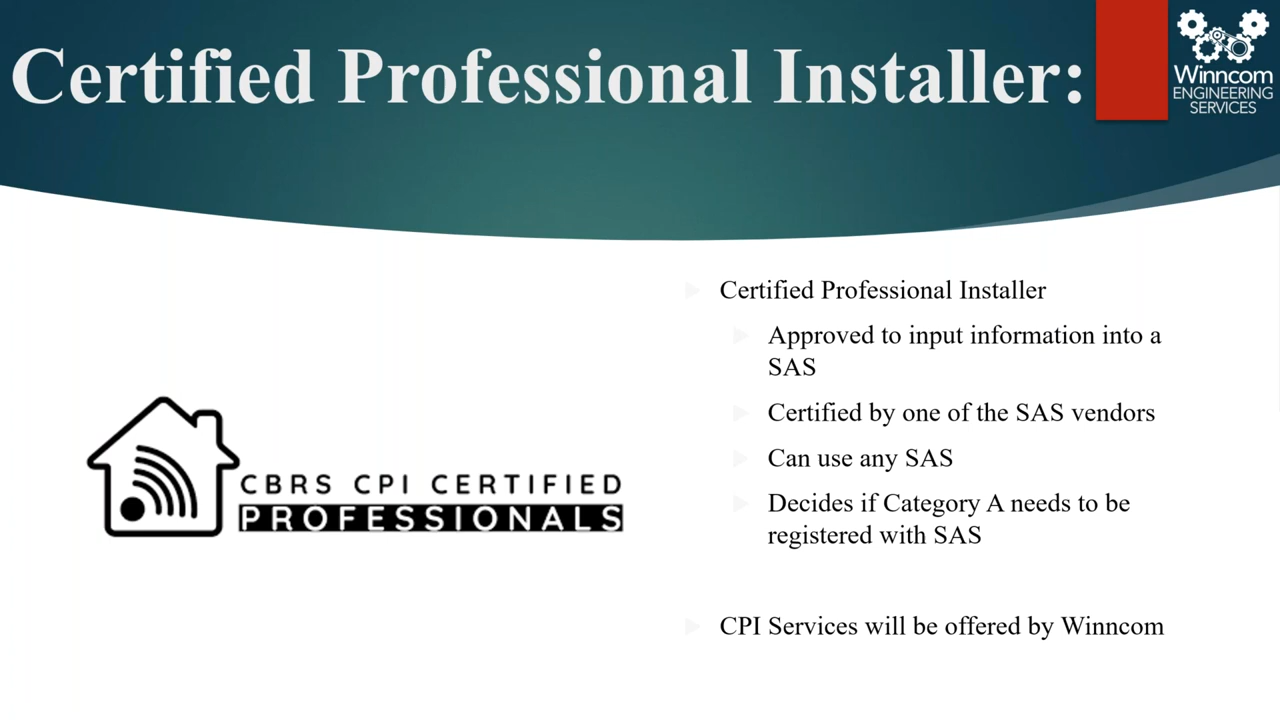 Certified Professional Installer:
Winncom
ENGINEERING
SERVICES
Certified Professional Installer
Approved to input information into a
SAS
Certified by one of the SAS vendors
Can use any SAS
Decides if Category A needs to be
registered with SAS
CBRS CPI CERTIFIED
PROFESSIONALS
CPI Services will be offered by Winncom